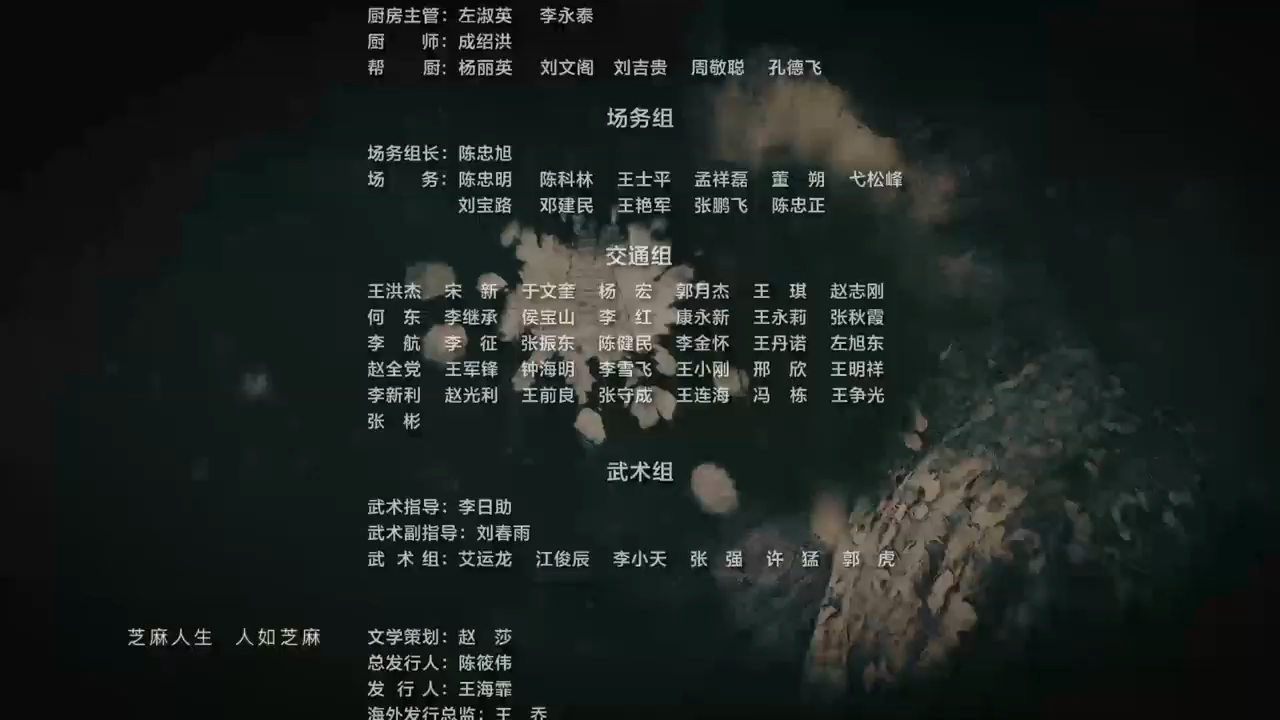 厨房主管：左淑英 李永泰
厨 师：成绍洪
帮 厨：杨丽英 刘文阁 刘吉贵 周敬聪 孔德飞
场务组
场务组长：陈忠旭
场 务：陈忠明 陈科林 王士平 孟祥磊 董 朔 弋松峰
刘宝路 邓建民 王艳军 张鹏飞 陈忠正
交通组
王洪杰 宋 新 于文奎 杨 宏 郭月杰 王 琪 赵志刚
何 东 李继承 侯宝山 李 红 康永新 王永莉 张秋霞
李 航 李 征 张振东 陈健民 李金怀 王丹诺 左旭东
赵全党 王军锋 钟海明 李雪飞 王小刚 邢 欣 王明祥
李新利 赵光利 王前良 张守成 王连海 冯 栋 王争光
张 彬
武术组
武术指导：李日助
武术副指导：刘春雨
武 术 组：艾运龙 江俊辰 李小天 张 强 许 猛 郭 虎
芝麻人生 人如芝麻
文学策划：赵 莎
总发行人：陈筱伟
发 行 人：王海霏
海外发行总监：王 乔